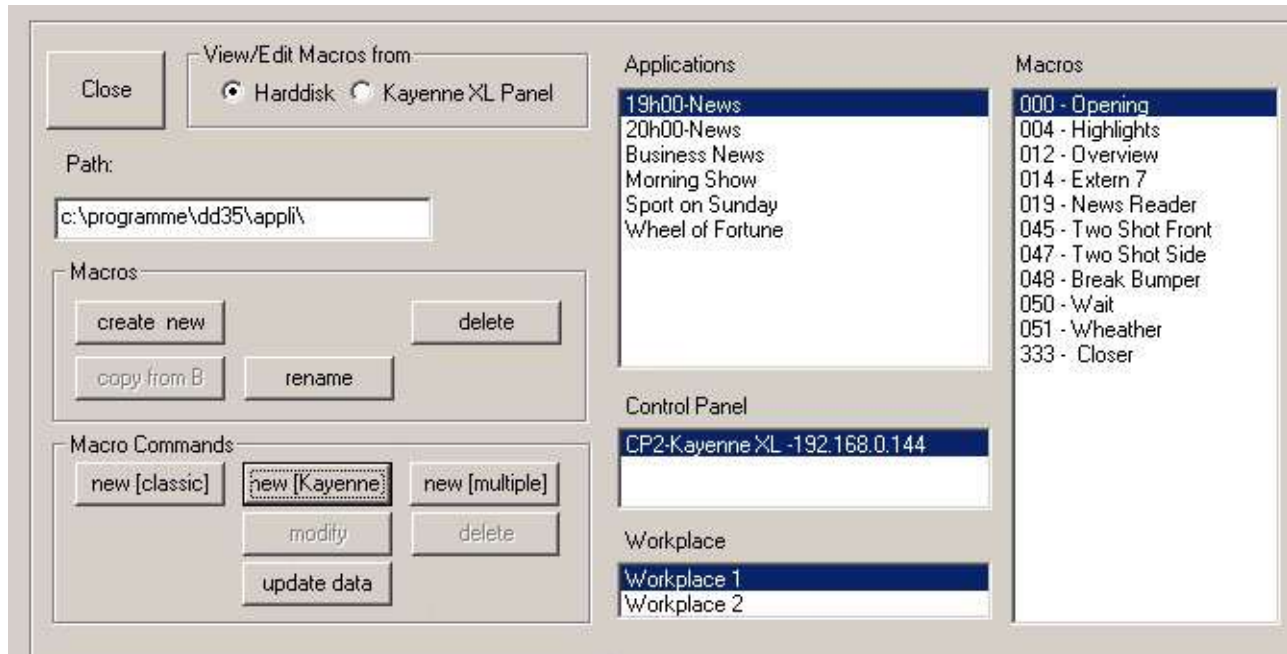 Close
View/Edit Macros from
Harddisk Kayenne XL Panel
Path:
c:\programme\dd35\appli\
Macros
create new delete
copy from B rename
Macro Commands
new [classic] new [Kayenne] new [multiple]
modify delete
update data
Applications
19h00-News
20h00-News
Business News
Morning Show
Sport on Sunday
Wheel of Fortune
Control Panel
CP2-Kayenne XL -192.168.0.144
Workplace
Workplace 1
Workplace 2
Macros
000 - Opening
004 - Highlights
012 - Overview
014 - Extern 7
019 - News Reader
045 - Two Shot Front
047 - Two Shot Side
048 - Break Bumper
050 - Wait
051 - Wheather
333 - Closer